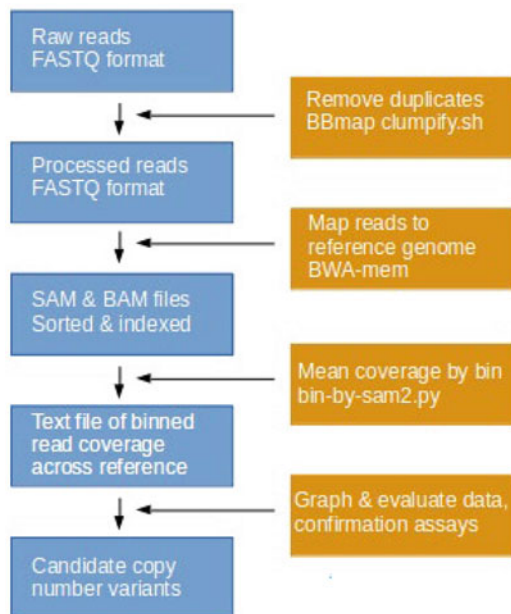 Raw reads
FASTQ format
Remove duplicates
BBmap clumpify.sh
Processed reads
FASTQ format
Map reads to
reference genome
BWA-mem
SAM & BAM files
Sorted & indexed
Mean coverage by bin
bin-by-sam2.py
Text file of binned
read coverage
across reference
Graph & evaluate data,
confirmation assays
Candidate copy
number variants